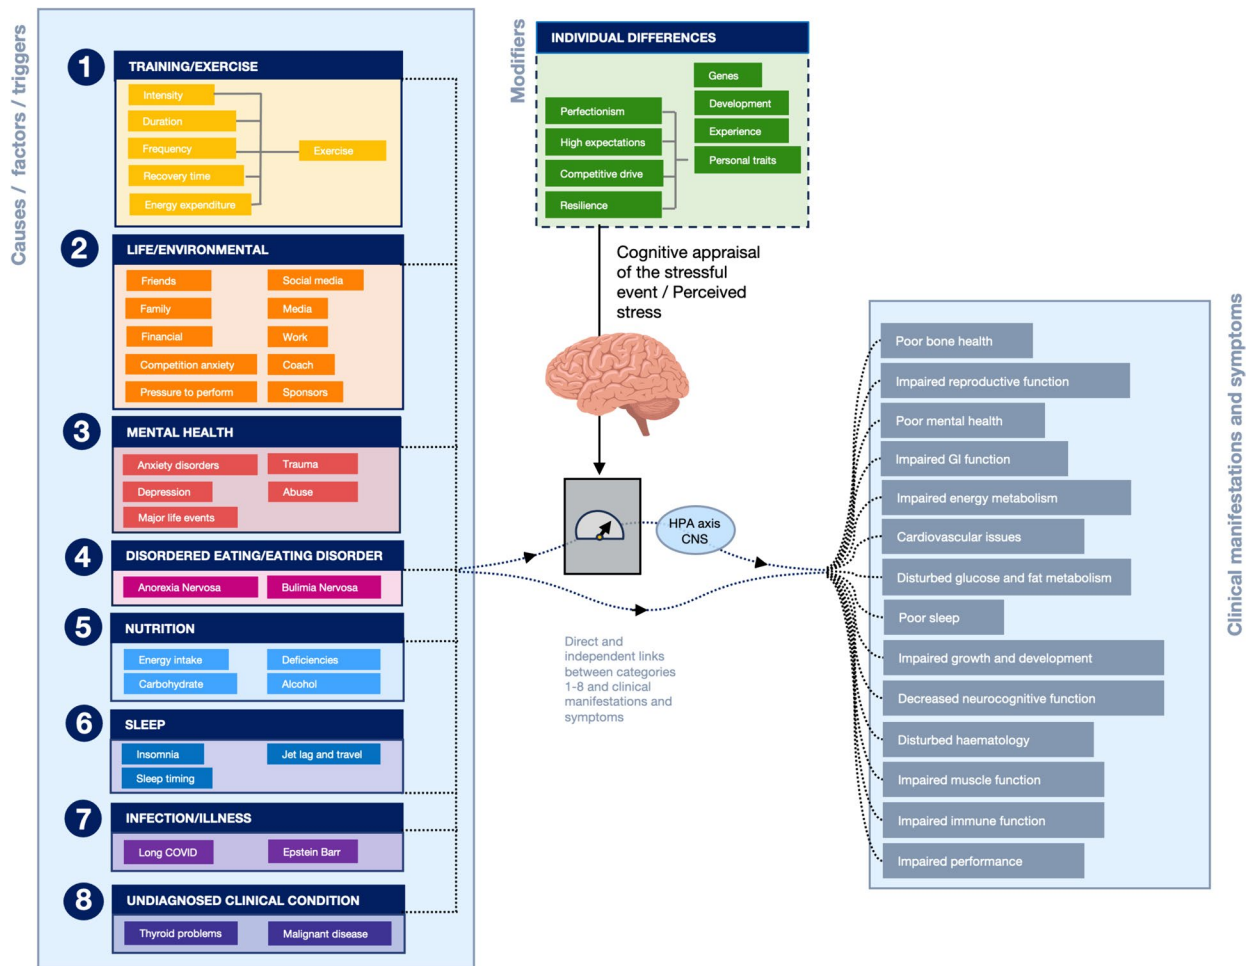 Causes / factors / triggers
1
TRAINING/EXERCISE
Intensity
Duration
Frequency
Recovery time
Energy expenditure
Exercise
2
LIFE/ENVIRONMENTAL
Friends
Social media
Family
Media
Financial
Work
Competition anxiety
Coach
Pressure to perform
Sponsors
3
MENTAL HEALTH
Anxiety disorders
Trauma
Depression
Abuse
Major life events
4
DISORDERED EATING/EATING DISORDER
Anorexia Nervosa
Bulimia Nervosa
5
NUTRITION
Energy intake
Deficiencies
Carbohydrate
Alcohol
6
SLEEP
Insomnia
Jet lag and travel
Sleep timing
7
INFECTION/ILLNESS
Long COVID
Epstein Barr
8
UNDIAGNOSED CLINICAL CONDITION
Thyroid problems
Malignant disease
Modifiers
INDIVIDUAL DIFFERENCES
Perfectionism
High expectations
Competitive drive
Resilience
Genes
Development
Experience
Personal traits
Cognitive appraisal
of the stressful
event / Perceived
stress
HPA axis
CNS
Direct and
independent links
between categories
1-8 and clinical
manifestations and
symptoms
Clinical manifestations and symptoms
Poor bone health
Impaired reproductive function
Poor mental health
Impaired GI function
Impaired energy metabolism
Cardiovascular issues
Disturbed glucose and fat metabolism
Poor sleep
Impaired growth and development
Decreased neurocognitive function
Disturbed haematology
Impaired muscle function
Impaired immune function
Impaired performance